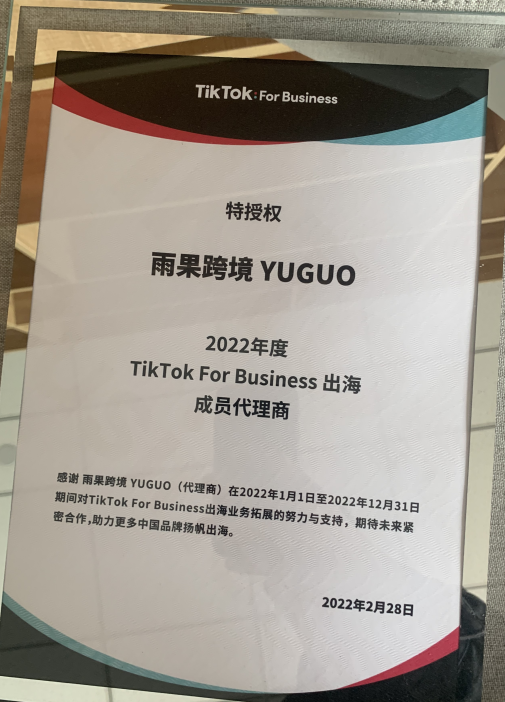 TikTok: For Business
特授权
雨果跨境 YUGUO
2022年度
TikTok For Business 出海
成员代理商
感谢 雨果跨境 YUGUO（代理商）在2022年1月1日至2022年12月31日
期间对TikTok For Business出海业务拓展的努力与支持，期待未来紧
密合作,助力更多中国品牌扬帆出海。
2022年2月28日